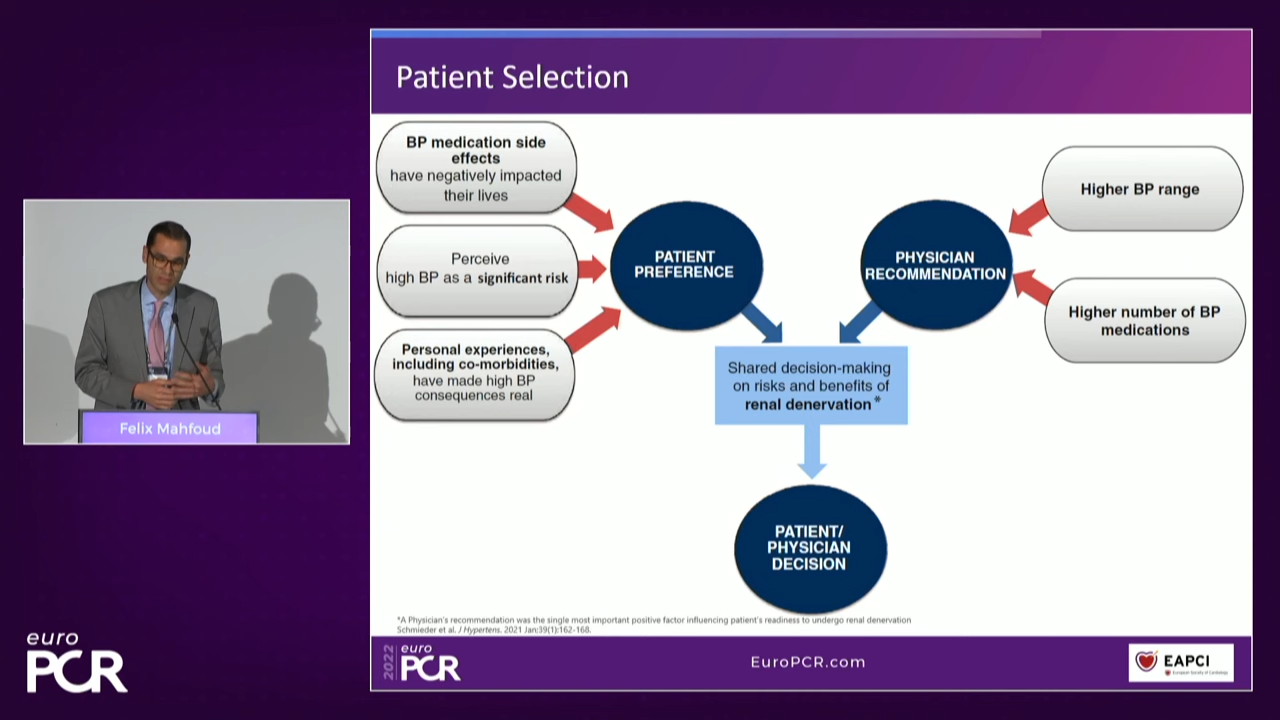 Patient Selection
BP medication side
effects
have negatively impacted
their lives
Perceive
high BP as a significant risk
Personal experiences,
including co-morbidities,
have made high BP
consequences real
PATIENT
PREFERENCE
PHYSICIAN
RECOMMENDATION
Higher BP range
Higher number of BP
medications
Shared decision-making
on risks and benefits of
renal denervation*
PATIENT/
PHYSICIAN
DECISION
*A Physician's recommendation was the single most important positive factor influencing patient's readiness to undergo renal denervation
Schmieder et al. J Hypertens. 2021 Jan;39(1):162-168.
Felix Mahfoud
euro
PCR
2022
euro
PCR
EuroPCR.com
EAPCI
European Society of Cardiology